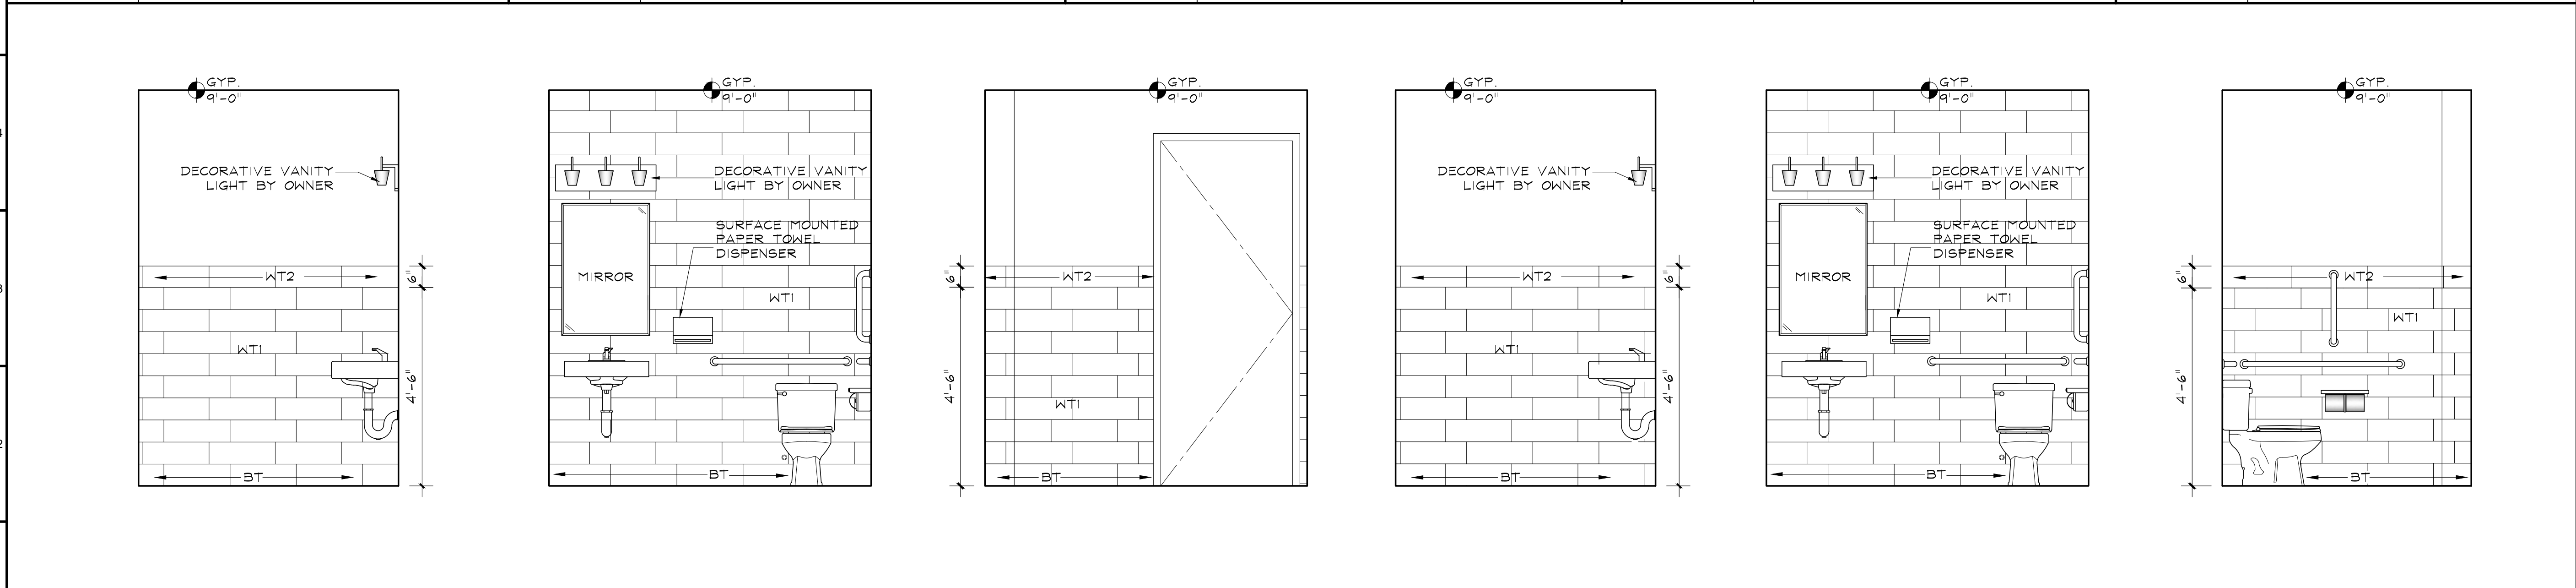 GYP.
9'-0"
DECORATIVE VANITY
LIGHT BY OWNER
WT2
6"
WT1
4'-6"
BT
GYP.
9'-0"
DECORATIVE VANITY
LIGHT BY OWNER
SURFACE MOUNTED
PAPER TOWEL
DISPENSER
MIRROR
WT1
BT
GYP.
9'-0"
6"
WT2
4'-6"
WT1
BT
GYP.
9'-0"
DECORATIVE VANITY
LIGHT BY OWNER
WT2
6"
WT1
4'-6"
BT
GYP.
9'-0"
DECORATIVE VANITY
LIGHT BY OWNER
SURFACE MOUNTED
PAPER TOWEL
DISPENSER
MIRROR
WT1
BT
GYP.
9'-0"
6"
WT2
WT1
4'-6"
BT